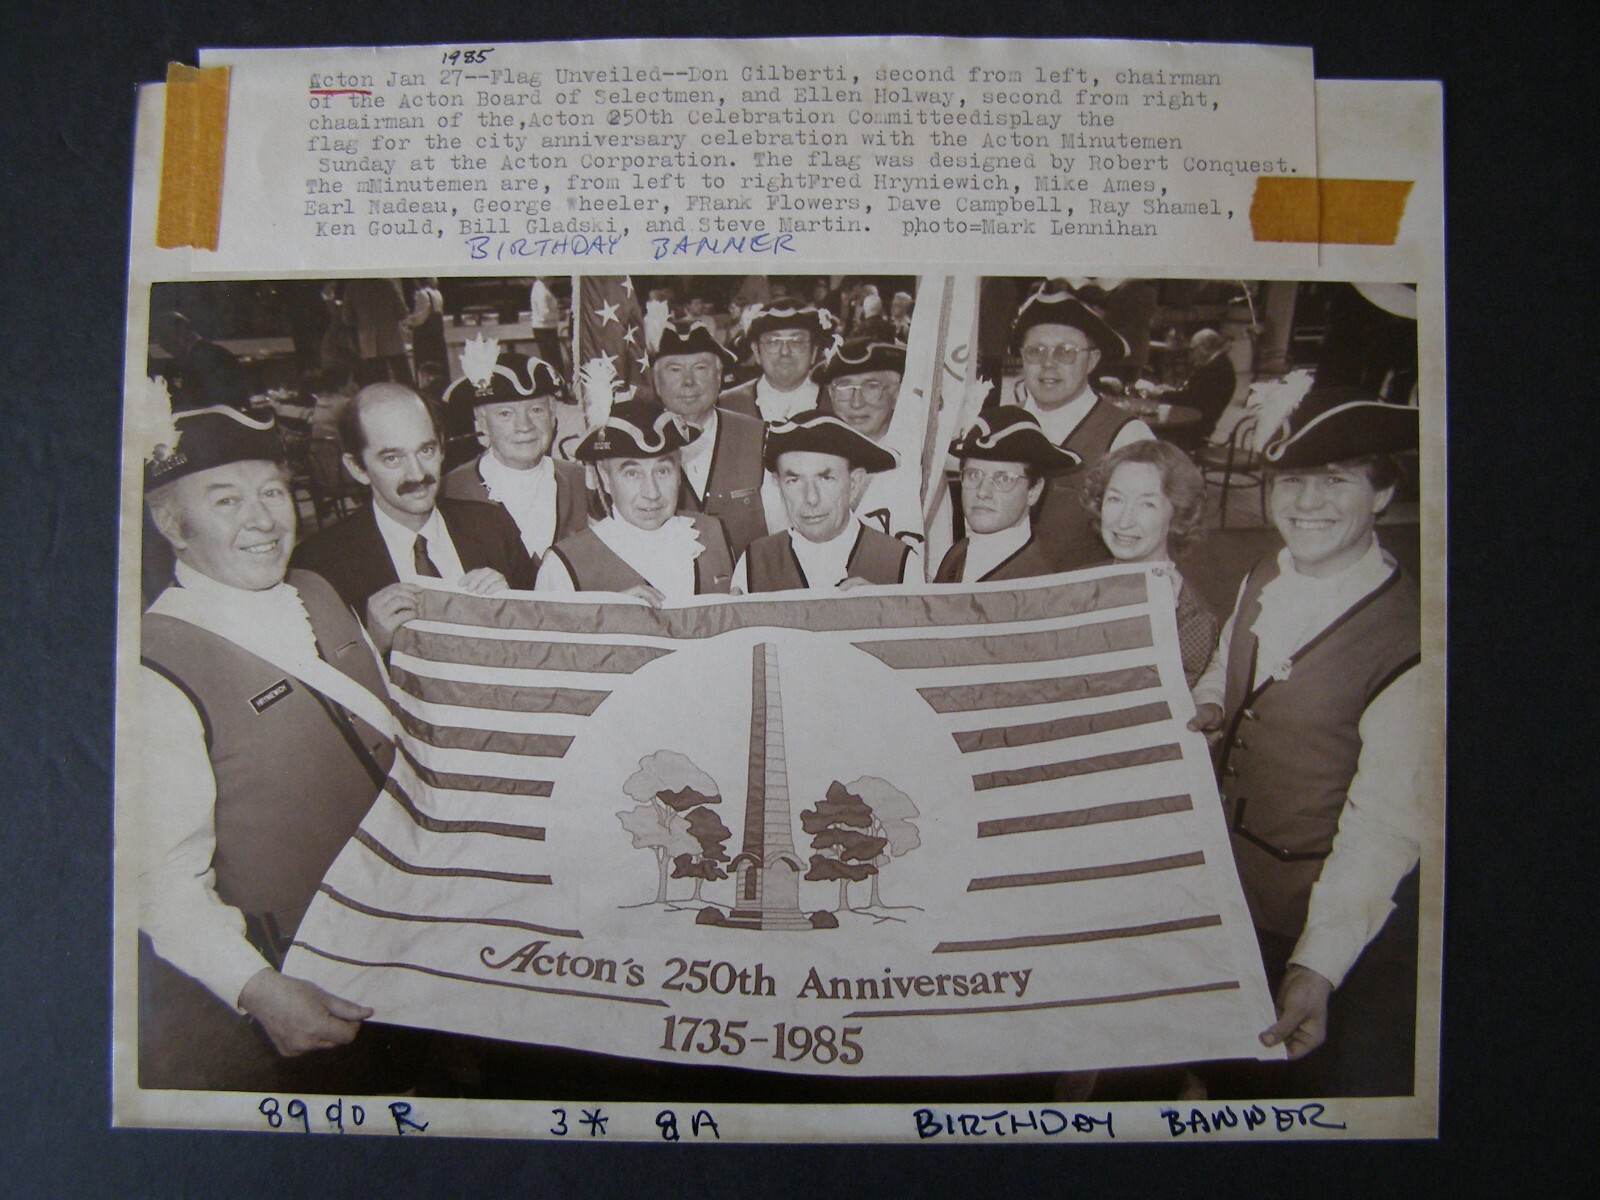 1985
Acton Jan 27--Flag Unveiled--Don Gilberti, second from left, chairman
of the Acton Board of Selectmen, and Ellen Holway, second from right,
chaairman of the,Acton 250th Celebration Committeedisplay the
flag for the city anniversary celebration with the Acton Minutemen
Sunday at the Acton Corporation. The flag was designed by Robert Conquest.
The mMinutemen are, from left to rightFred Hryniewich, Mike Ames,
Earl Nadeau, George Wheeler, FRank Flowers, Dave Campbell, Ray Shamel,
Ken Gould, Bill Gladski, and Steve Martin. photo=Mark Lennihan
BIRTHDAY BANNER
HRYNIEWICH
Acton's 250th Anniversary
1735-1985
8990 R 3* 8A BIRTHDAY BANNER